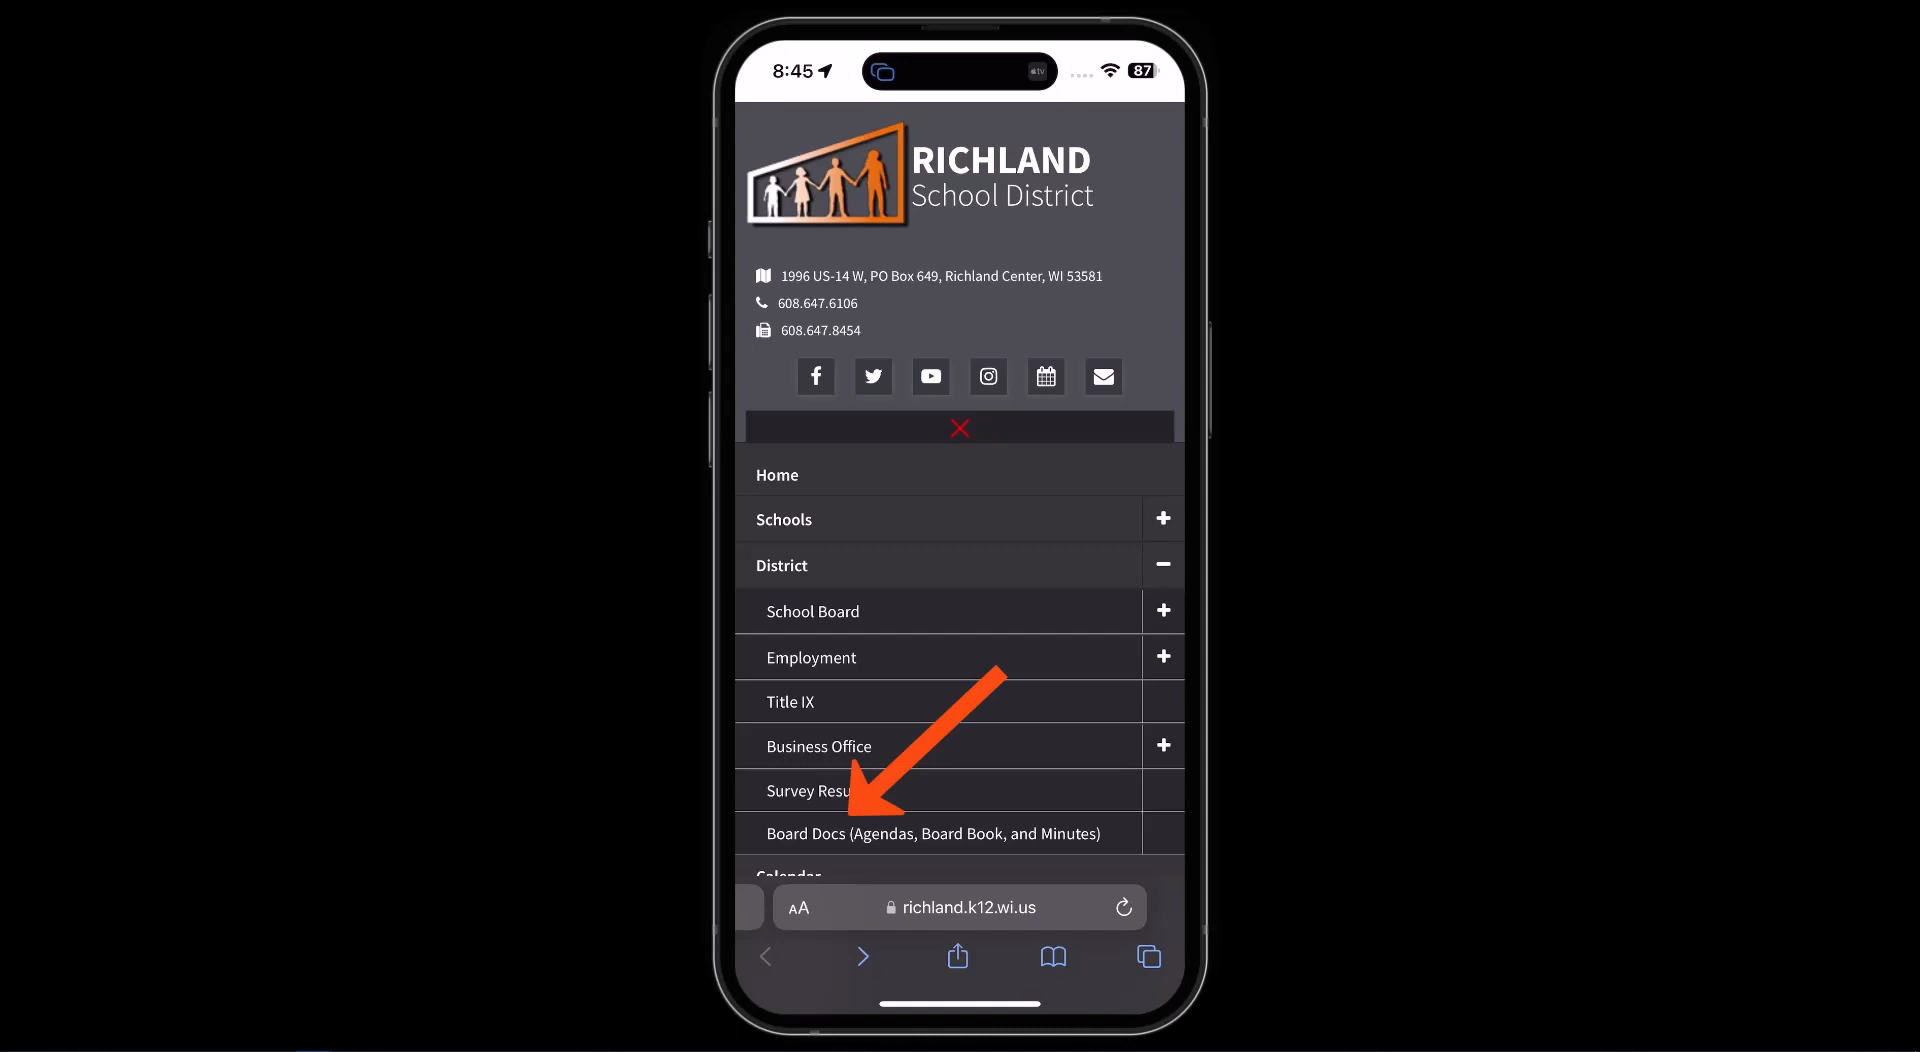 8:45
tv
87
RICHLAND
School District
1996 US-14 W, PO Box 649, Richland Center, WI 53581
608.647.6106
608.647.8454
Home
Schools
District
School Board
Employment
Title IX
Business Office
Survey Resu
Board Docs (Agendas, Board Book, and Minutes)
Calendar
AA
richland.k12.wi.us